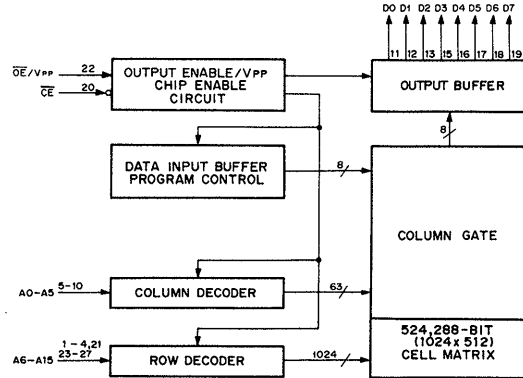 D0 D1 D2 D3 D4 D5 D6 D7
11 12 13 15 16 17 18 19
OE/VPP
22
CE
20
OUTPUT ENABLE/VPP
CHIP ENABLE
CIRCUIT
OUTPUT BUFFER
8
DATA INPUT BUFFER
PROGRAM CONTROL
8
COLUMN GATE
A0-A5
5-10
COLUMN DECODER
63
524,288-BIT
(1024x512)
CELL MATRIX
A6-A15
1-4,21
23-27
ROW DECODER
1024